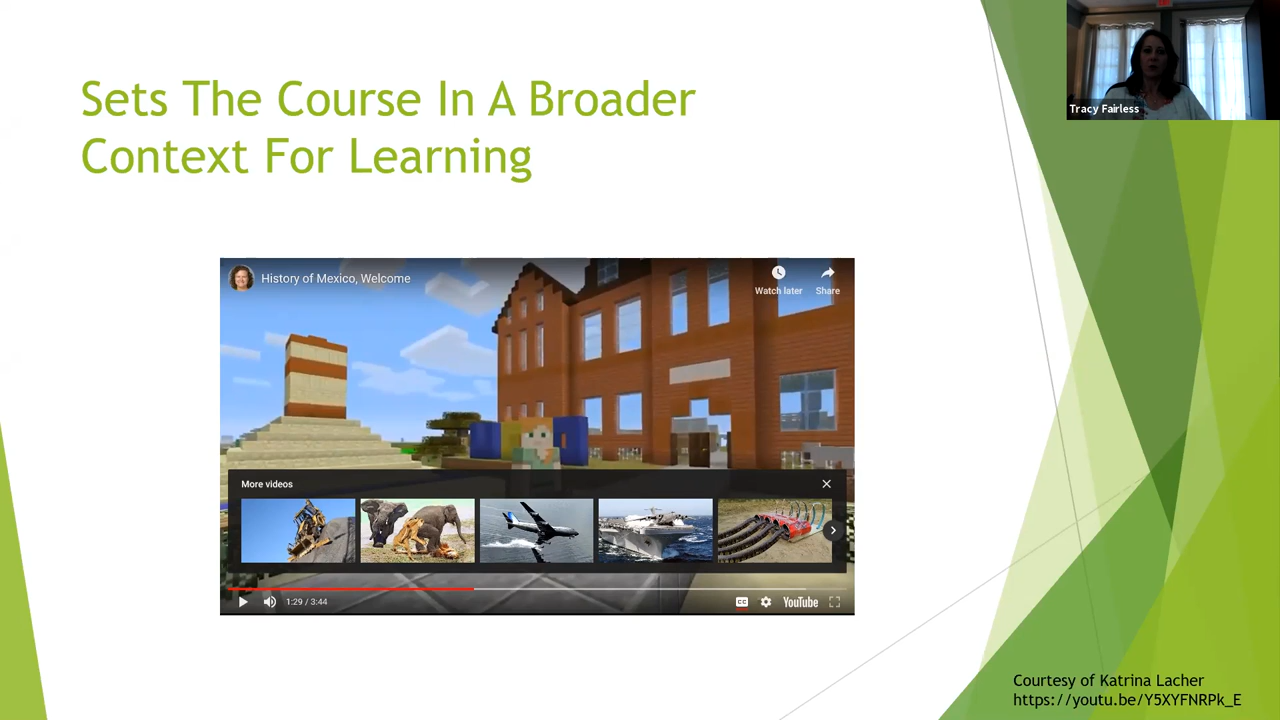 Tracy Fairless
Sets The Course In A Broader
Context For Learning
History of Mexico, Welcome
Watch later
Share
More videos
1:29 / 3:44
CC
YouTube
Courtesy of Katrina Lacher
https://youtu.be/Y5XYFNRPk_E